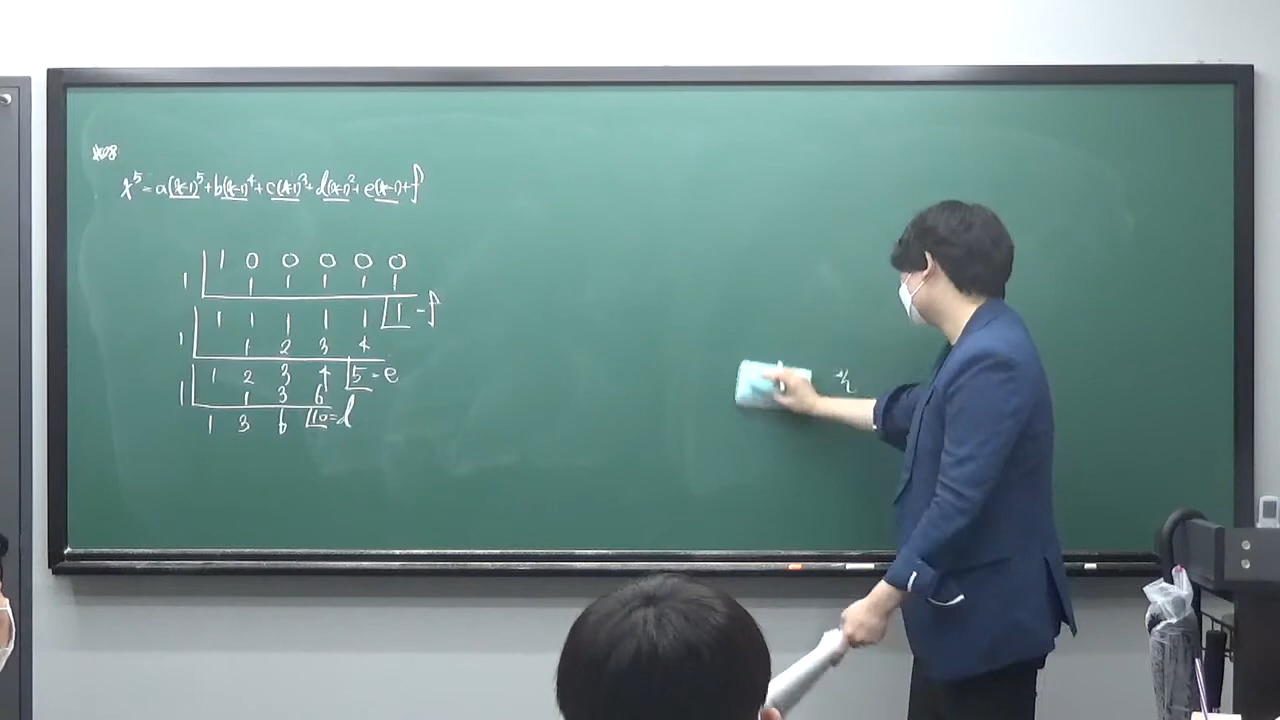 x⁵=a(x-1)⁵+b(x-1)⁴+c(x-1)³+d(x-1)²+e(x-1)+f
1 0 0 0 0 0
1 1 1 1 1 1
1 1 1 1 1 1 - f
1 1 2 3 4
1 2 3 4 5 - e
1 1 3 6
1 3 6 10 = d